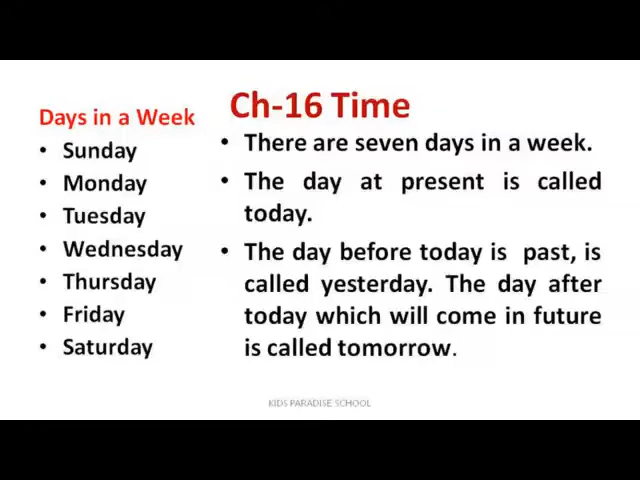 Days in a Week
• Sunday
• Monday
• Tuesday
• Wednesday
• Thursday
• Friday
• Saturday
Ch-16 Time
• There are seven days in a week.
• The day at present is called
today.
• The day before today is past, is
called yesterday. The day after
today which will come in future
is called tomorrow.
KIDS PARADISE SCHOOL